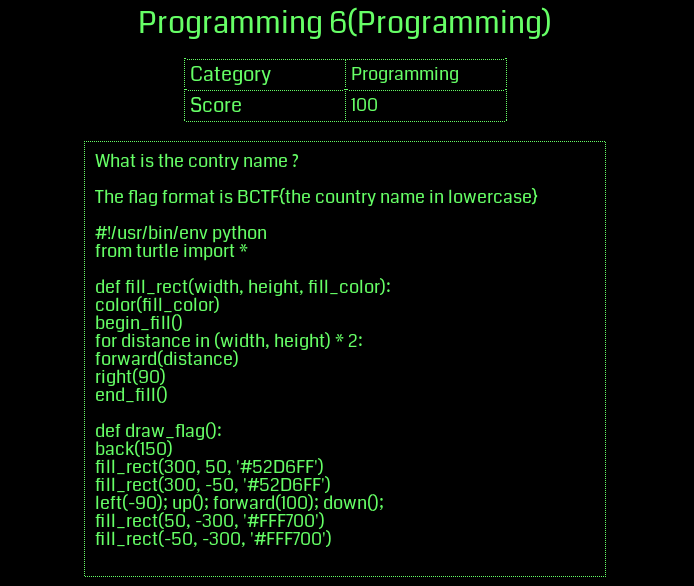 Programming 6(Programming)
Category
Programming
Score
100
What is the contry name ?
The flag format is BCTF{the country name in lowercase}
#!/usr/bin/env python
from turtle import *
def fill_rect(width, height, fill_color):
color(fill_color)
begin_fill()
for distance in (width, height) * 2:
forward(distance)
right(90)
end_fill()
def draw_flag():
back(150)
fill_rect(300, 50, '#52D6FF')
fill_rect(300, -50, '#52D6FF')
left(-90); up(); forward(100); down();
fill_rect(50, -300, '#FFF700')
fill_rect(-50, -300, '#FFF700')